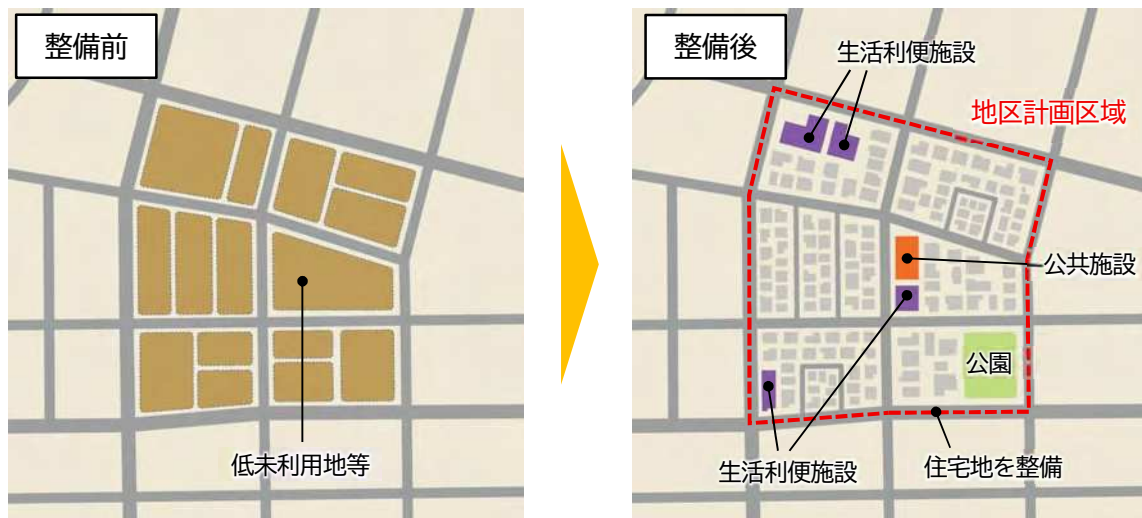 整備前
低未利用地等
整備後
生活利便施設
地区計画区域
公共施設
公園
生活利便施設
住宅地を整備